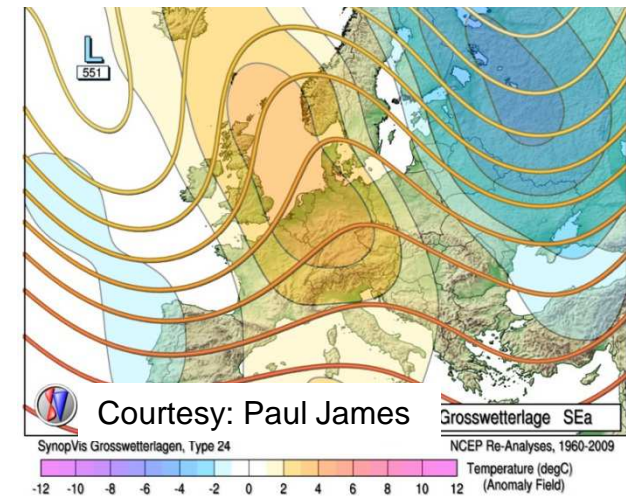 L
551
Courtesy: Paul James
Grosswetterlage SEa
SynopVis Grosswetterlagen, Type 24
NCEP Re-Analyses, 1960-2009
-12 -10 -8 -6 -4 -2 0 2 4 6 8 10 12
Temperature (degC)
(Anomaly Field)